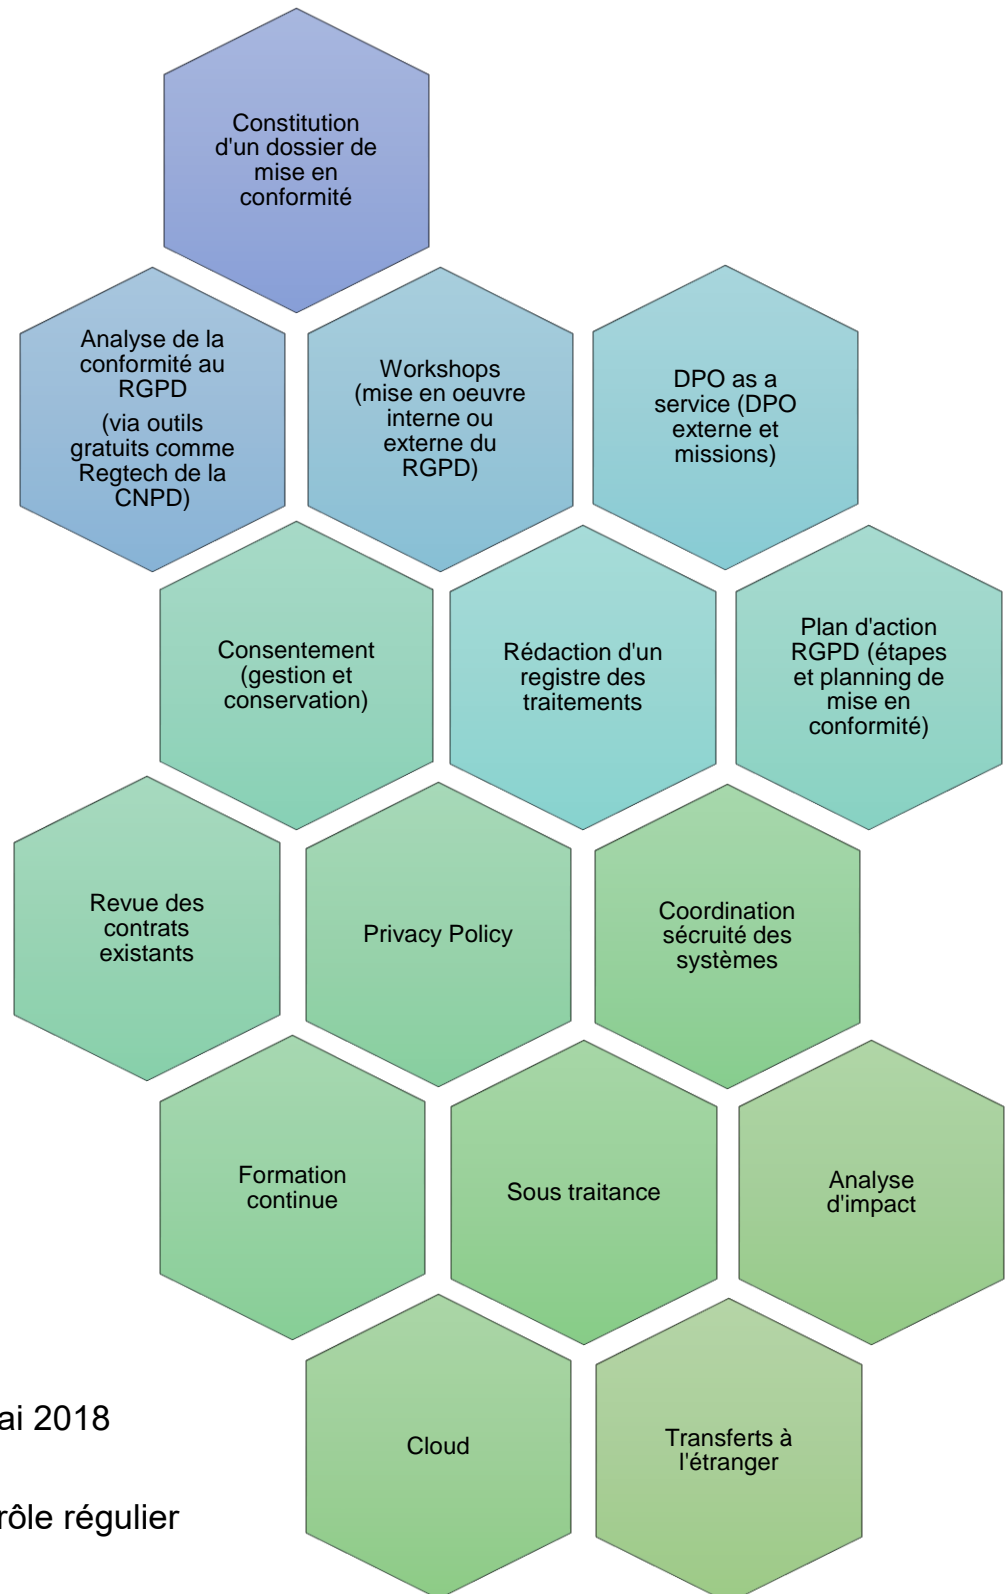 Constitution
d'un dossier de
mise en
conformité
Analyse de la
conformité au
RGPD
(via outils
gratuits comme
Regtech de la
CNPD)
Workshops
(mise en oeuvre
interne ou
externe du
RGPD)
DPO as a
service (DPO
externe et
missions)
Consentement
(gestion et
conservation)
Rédaction d'un
registre des
traitements
Plan d'action
RGPD (étapes
et planning de
mise en
conformité)
Revue des
contrats
existants
Privacy Policy
Coordination
sécruité des
systèmes
Formation
continue
Sous traitance
Analyse
d'impact
Cloud
Transferts à
l'étranger
ai 2018
rôle régulier